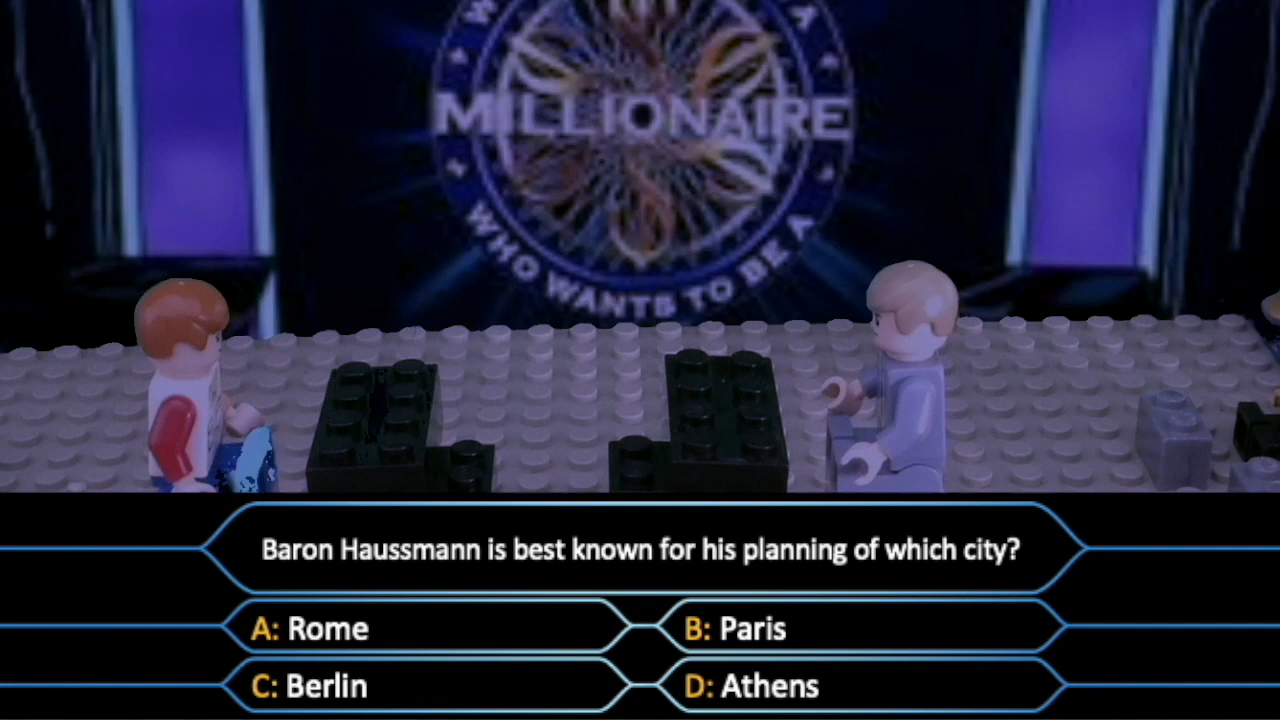 MILLIONAIRE
WHO WANTS TO BE A
Baron Haussmann is best known for his planning of which city?
A: Rome
B: Paris
C: Berlin
D: Athens